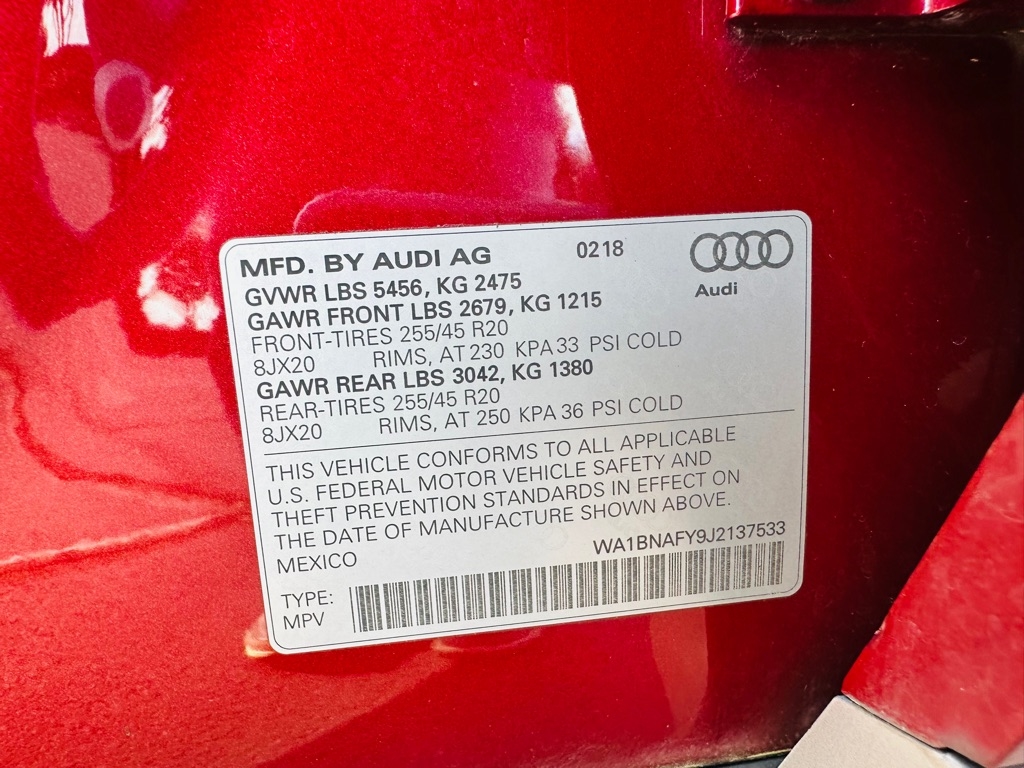 MFD. BY AUDI AG 0218
Audi
GVWR LBS 5456, KG 2475
GAWR FRONT LBS 2679, KG 1215
FRONT-TIRES 255/45 R20
8JX20 RIMS, AT 230 KPA 33 PSI COLD
GAWR REAR LBS 3042, KG 1380
REAR-TIRES 255/45 R20
8JX20 RIMS, AT 250 KPA 36 PSI COLD
THIS VEHICLE CONFORMS TO ALL APPLICABLE
U.S. FEDERAL MOTOR VEHICLE SAFETY AND
THEFT PREVENTION STANDARDS IN EFFECT ON
THE DATE OF MANUFACTURE SHOWN ABOVE.
MEXICO WA1BNAFY9J2137533
TYPE:
MPV